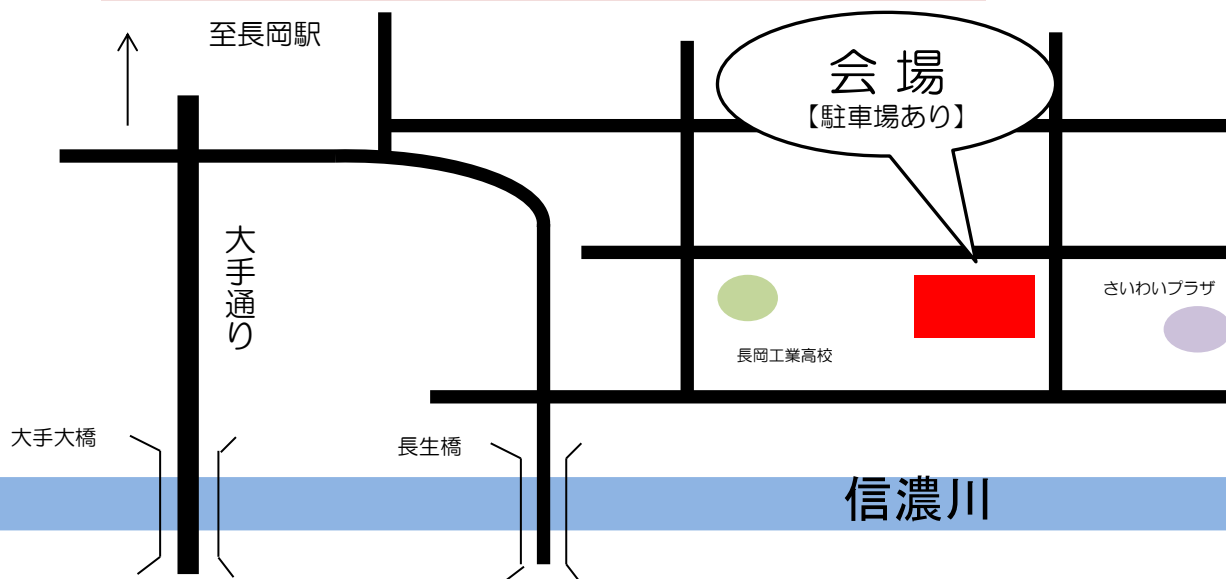 至長岡駅
会 場
【駐車場あり】
大手通り
さいわいプラザ
長岡工業高校
大手大橋
長生橋
信濃川